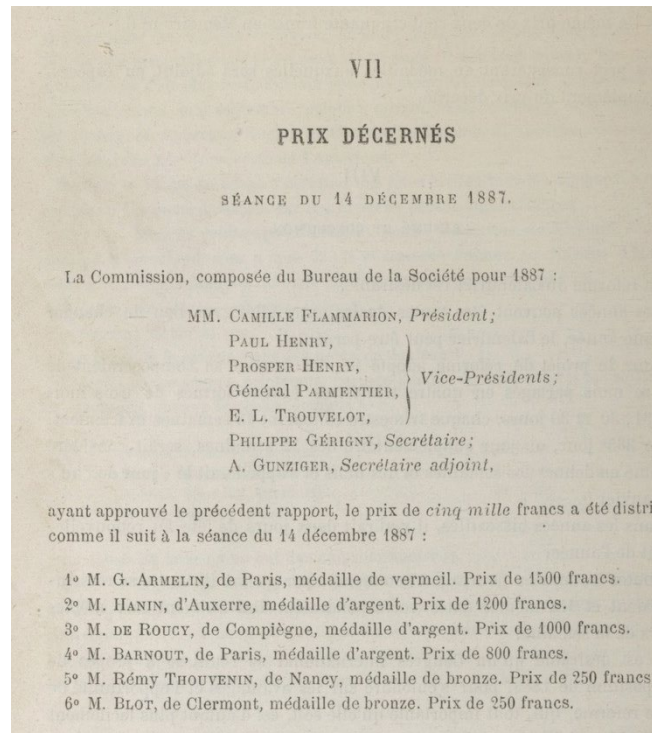 VII
PRIX DÉCERNÉS
SÉANCE DU 14 DÉCEMBRE 1887.
La Commission, composée du Bureau de la Société pour 1887 :
MM. CAMILLE FLAMMARION, Président;
PAUL HENRY,
PROSPER HENRY,
Général PARMENTIER,
Vice-Présidents;
E. L. TROUVELOT,
PHILIPPE GÉRIGNY, Secrétaire;
A. GUNZIGER, Secrétaire adjoint,
ayant approuvé le précédent rapport, le prix de cinq mille francs a été distri
comme il suit à la séance du 14 décembre 1887 :
1º M. G. ARMELIN, de Paris, médaille de vermeil. Prix de 1500 francs.
2º M. HANIN, d'Auxerre, médaille d'argent. Prix de 1200 francs.
3º M. DE ROUCY, de Compiègne, médaille d'argent. Prix de 1000 francs.
4º M. BARNOUT, de Paris, médaille d'argent. Prix de 800 francs.
5º M. Rémy THOUVENIN, de Nancy, médaille de bronze. Prix de 250 francs
6º M. BLOT, de Clermont, médaille de bronze. Prix de 250 francs.